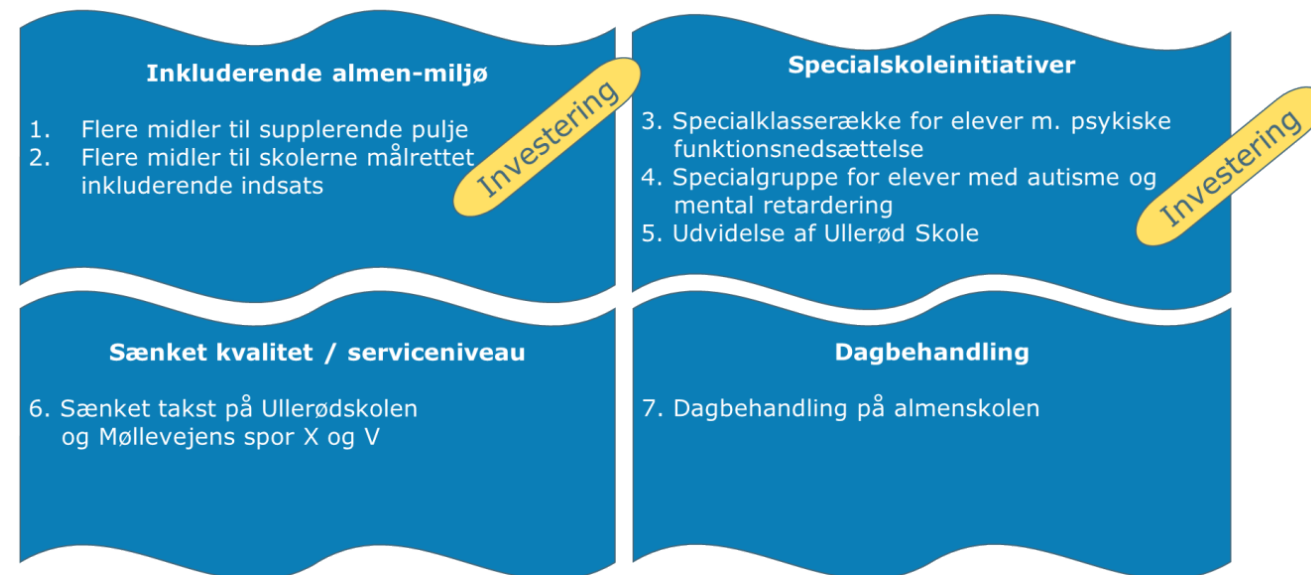 Inkluderende almen-miljø
1. Flere midler til supplerende pulje
2. Flere midler til skolerne målrettet
inkluderende indsats
Investering
Specialskoleinitiativer
3. Specialklasserække for elever m. psykiske
funktionsnedsættelse
4. Specialgruppe for elever med autisme og
mental retardering
5. Udvidelse af Ullerød Skole
Investering
Sænket kvalitet / serviceniveau
6. Sænket takst på Ullerødskolen
og Møllevejens spor X og V
Dagbehandling
7. Dagbehandling på almenskolen